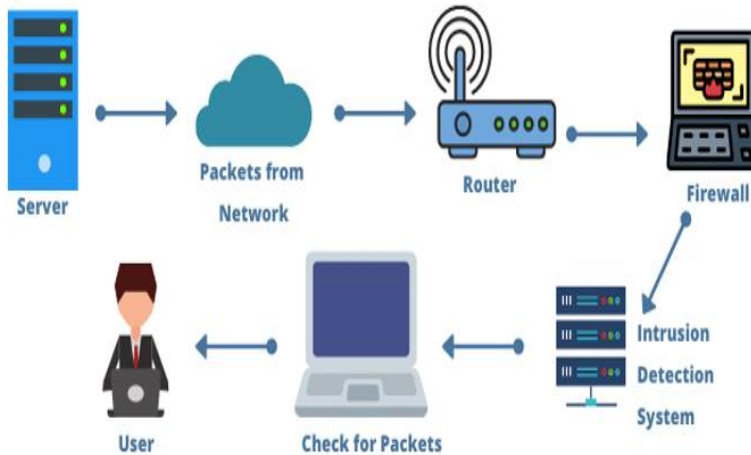 Server
Packets from
Network
Router
Firewall
Intrusion
Detection
System
Check for Packets
User